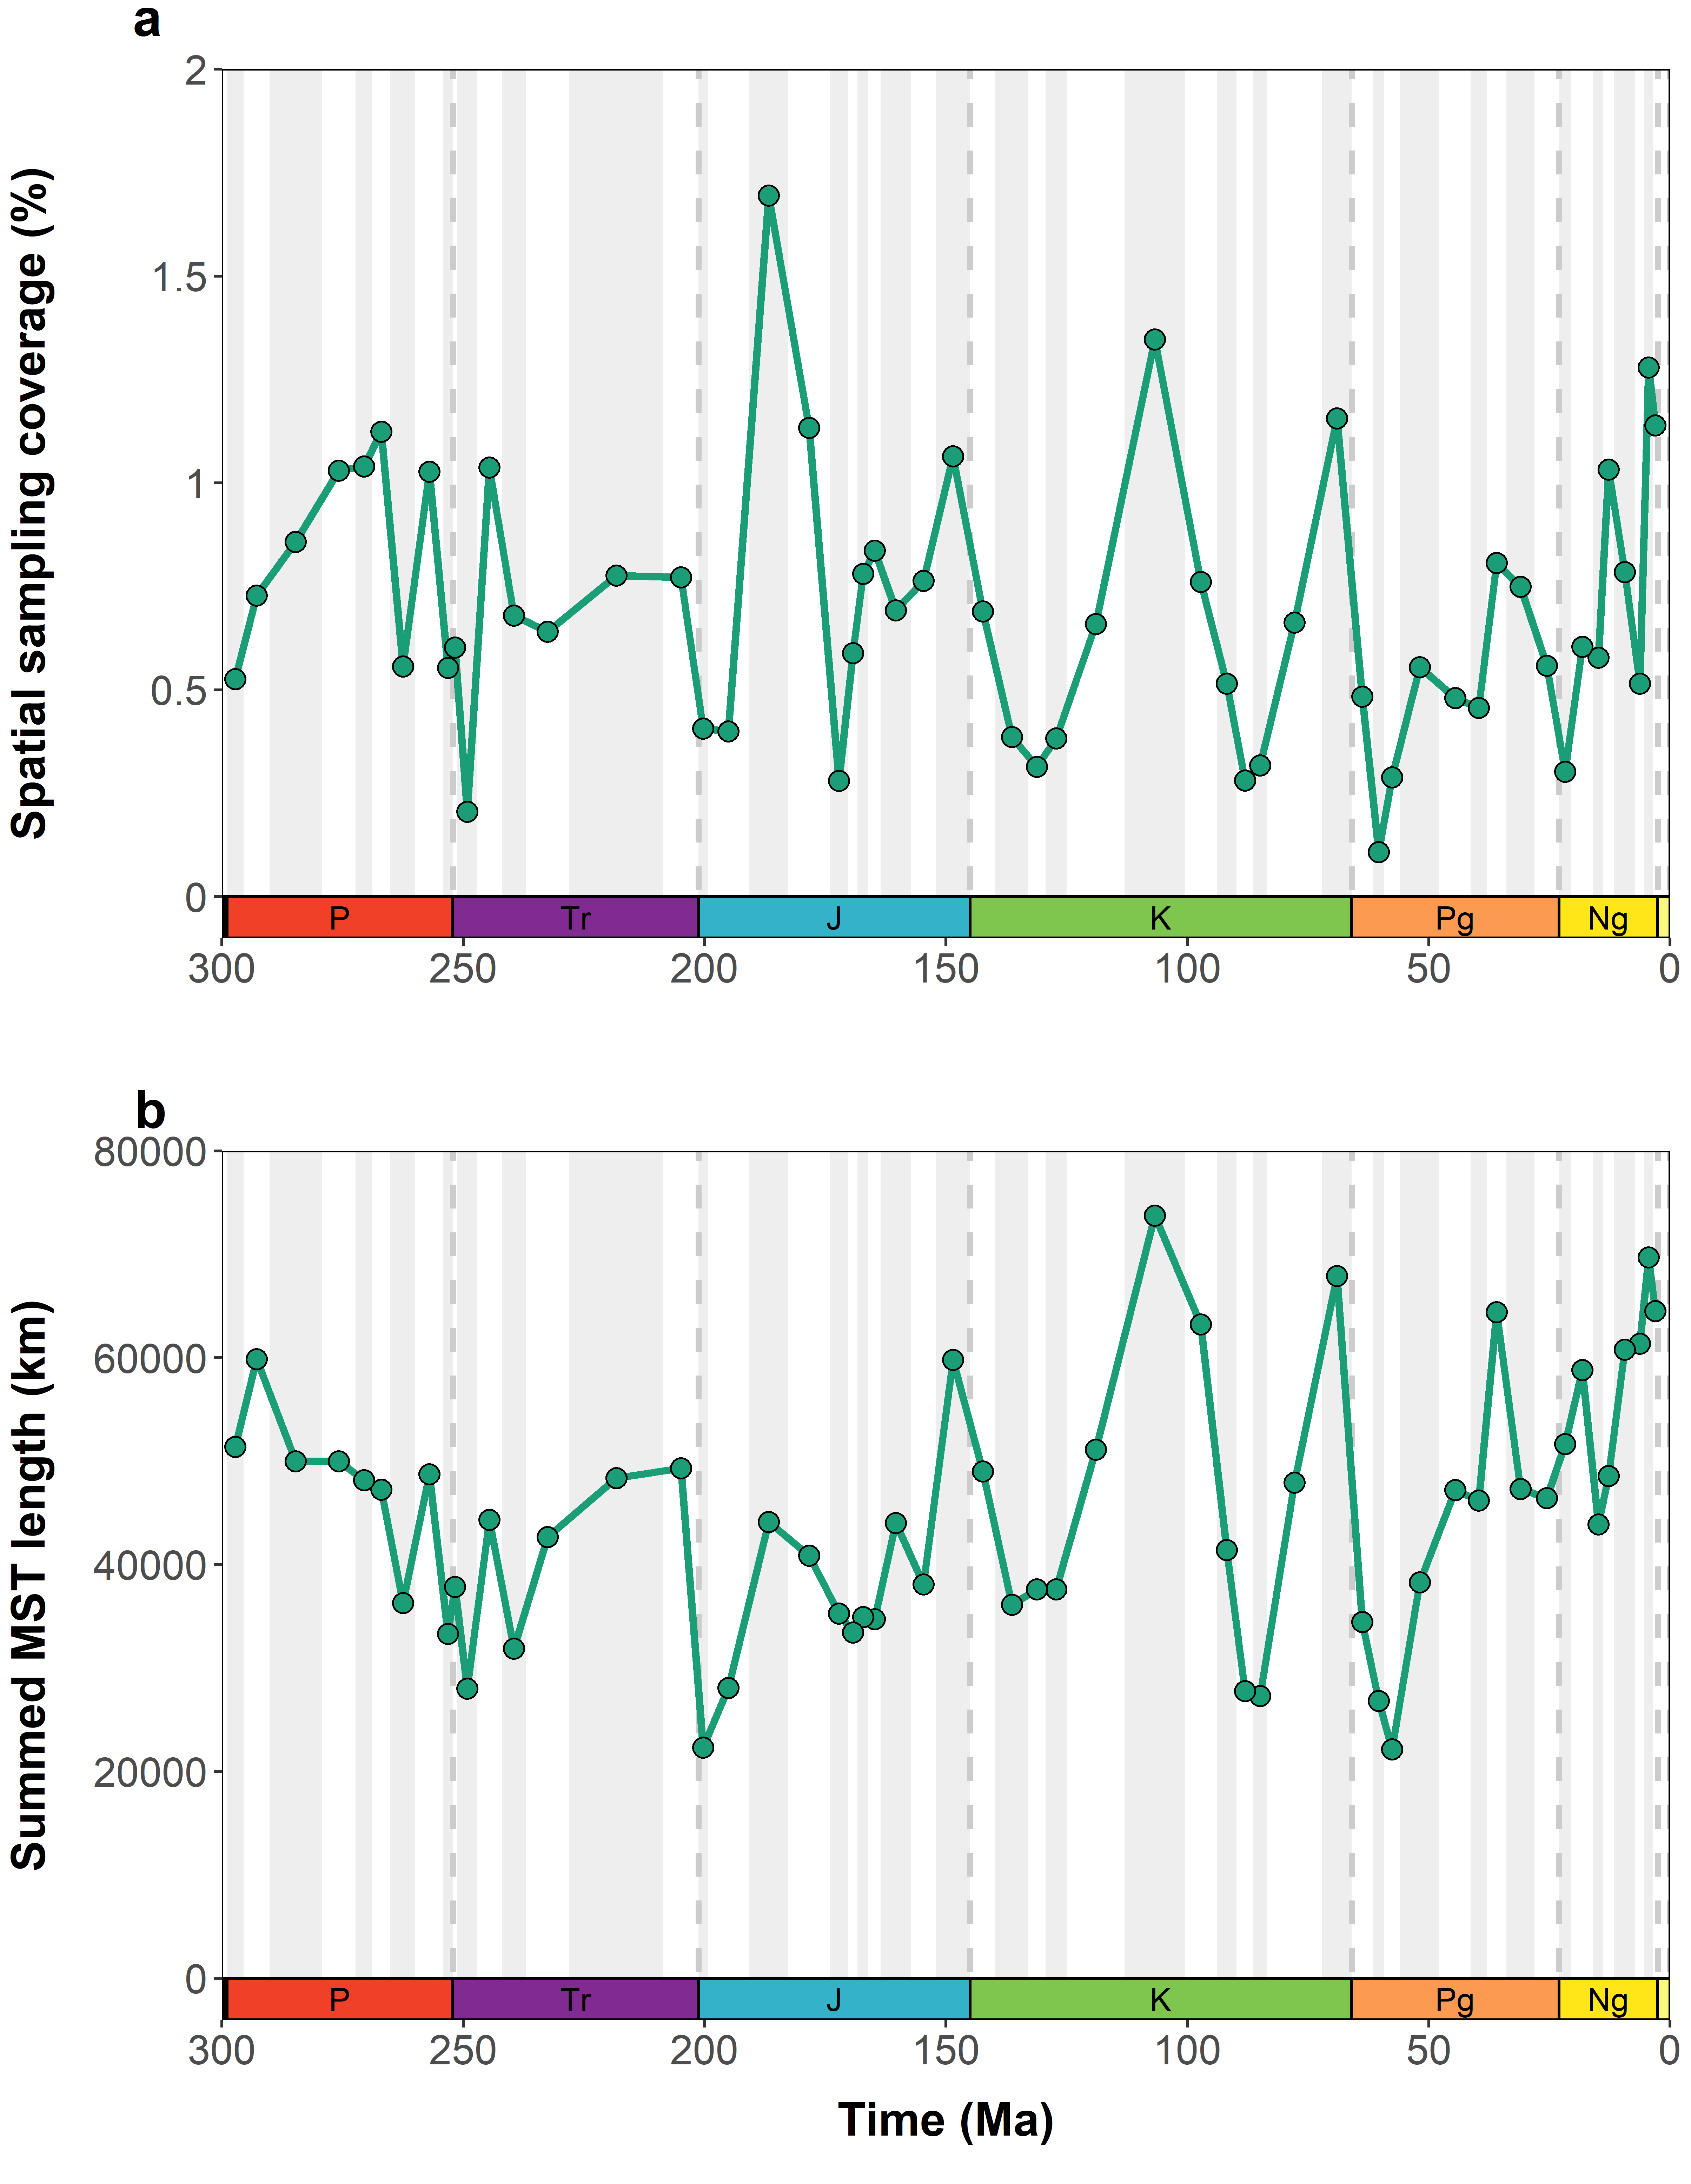 a
Spatial sampling coverage (%)
2
1.5
1
0.5
0
P Tr J K Pg Ng
300 250 200 150 100 50 0
b
Summed MST length (km)
80000
60000
40000
20000
0
P Tr J K Pg Ng
300 250 200 150 100 50 0
Time (Ma)